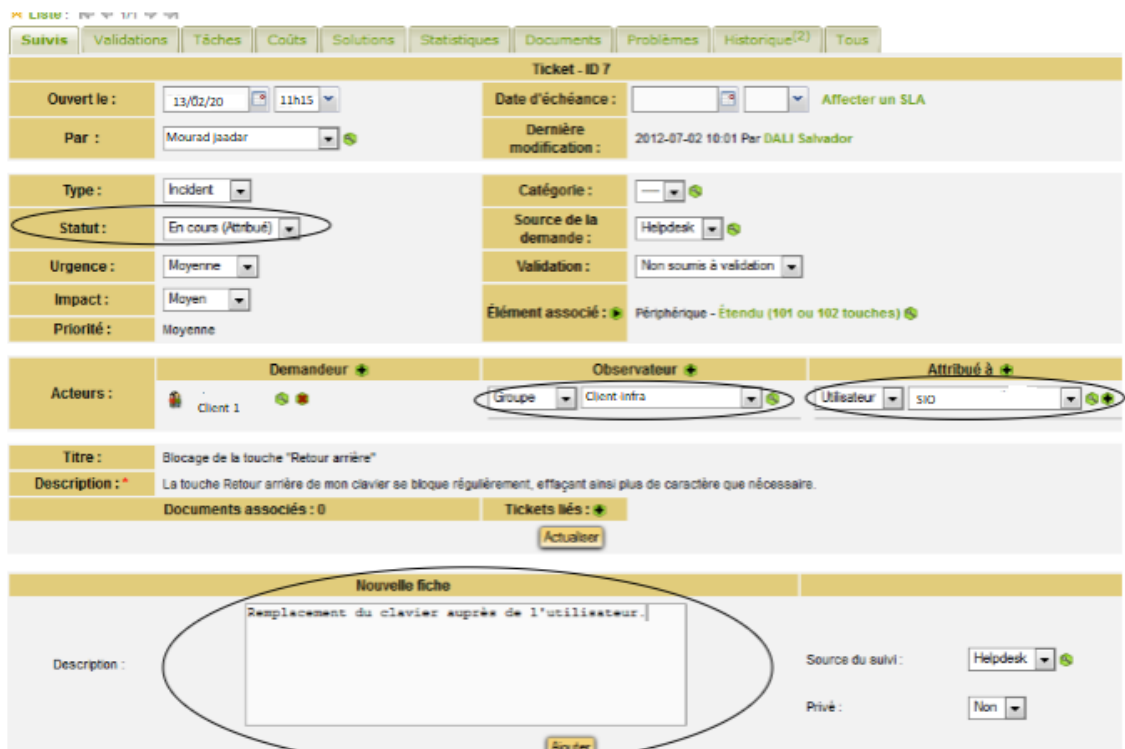 Liste : 1/1
Suivis Validations Tâches Coûts Solutions Statistiques Documents Problèmes Historique(2) Tous
Ticket - ID 7
Ouvert le : 13/02/20 11h15 Date d'échéance : Affecter un SLA
Par : Mourad Jaadar Dernière modification : 2012-07-02 10:01 Par DALI Salvador
Type : Incident Catégorie : ----
Statut : En cours (Attribué) Source de la demande : Helpdesk
Urgence : Moyenne Validation : Non soumis à validation
Impact : Moyen Élément associé : Périphérique - Étendu (101 ou 102 touches)
Priorité : Moyenne
Demandeur Observateur Attribué à
Acteurs : Client 1 Groupe Client-infra Utilisateur SIO
Titre : Blocage de la touche "Retour arrière"
Description : * La touche Retour arrière de mon clavier se bloque régulièrement, effaçant ainsi plus de caractère que nécessaire.
Documents associés : 0 Tickets liés :
Actualiser
Nouvelle fiche
Remplacement du clavier auprès de l'utilisateur.
Description : Source du suivi : Helpdesk
Privé : Non
Ajouter